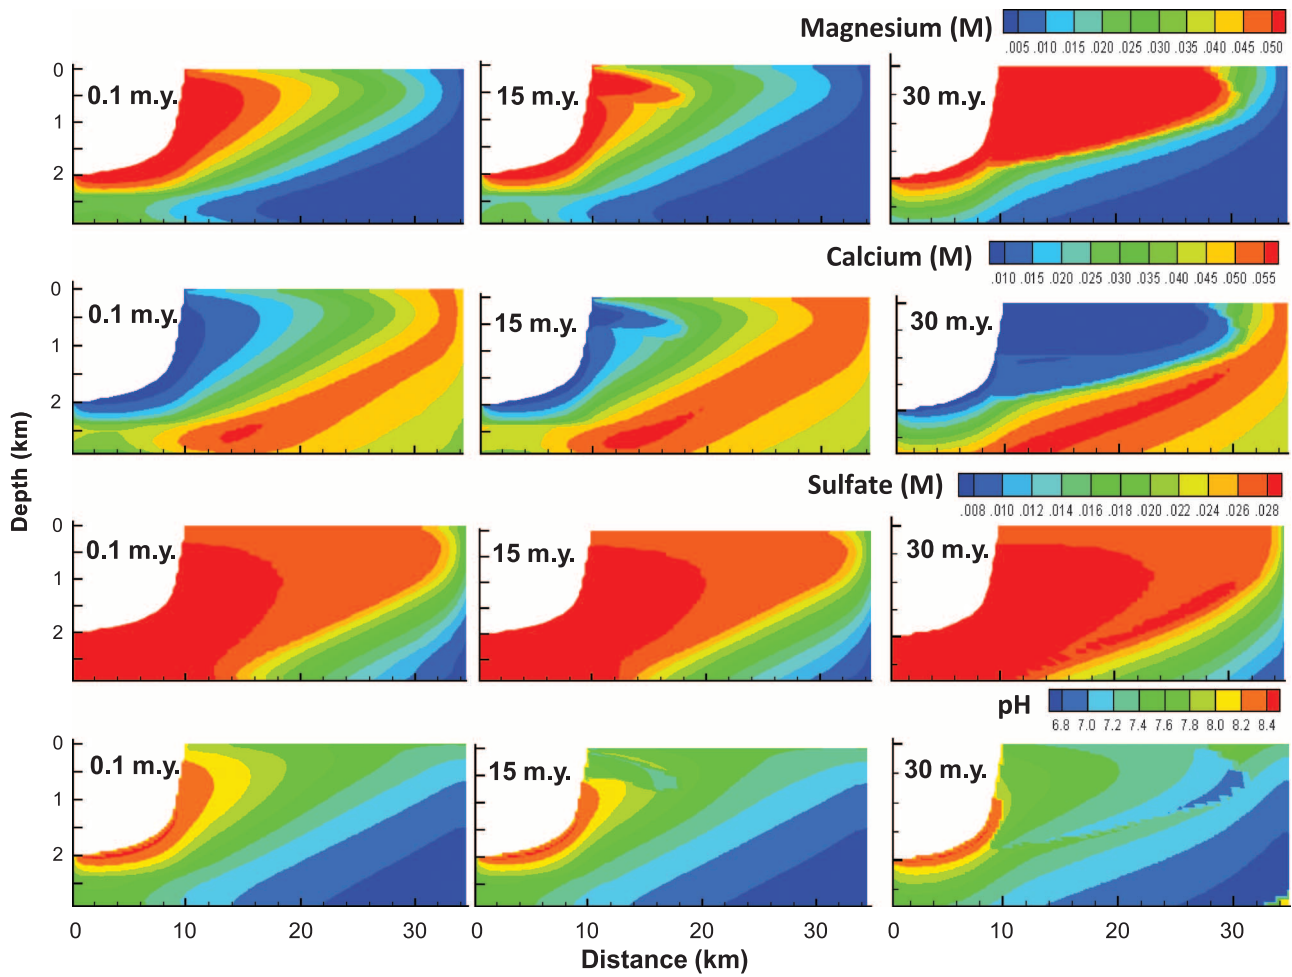 Magnesium (M)
.005 .010 .015 .020 .025 .030 .035 .040 .045 .050
0
1
2
0.1 m.y.
15 m.y.
30 m.y.
Calcium (M)
.010 .015 .020 .025 .030 .035 .040 .045 .050 .055
0
1
2
0.1 m.y.
15 m.y.
30 m.y.
Depth (km)
Sulfate (M)
.008 .010 .012 .014 .016 .018 .020 .022 .024 .026 .028
0
1
2
0.1 m.y.
15 m.y.
30 m.y.
pH
6.8 7.0 7.2 7.4 7.6 7.8 8.0 8.2 8.4
0
1
2
0.1 m.y.
15 m.y.
30 m.y.
0 10 20 30 0 10 20 30 0 10 20 30
Distance (km)